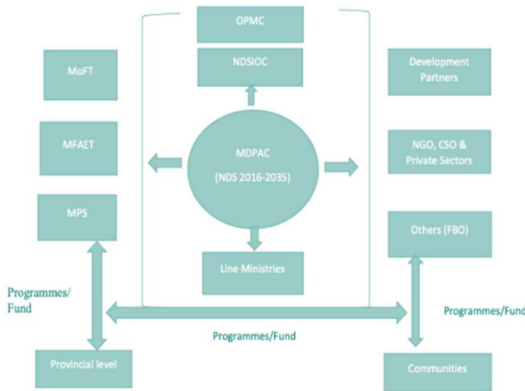 OPMC
NDSIOC
MoFT
Development
Partners
MFAET
MDPAC
(NDS 2016-2035)
NGO, CSO &
Private Sectors
MPS
Others (FBO)
Line Ministries
Programmes/
Fund
Programmes/Fund
Programmes/Fund
Provincial level
Communities